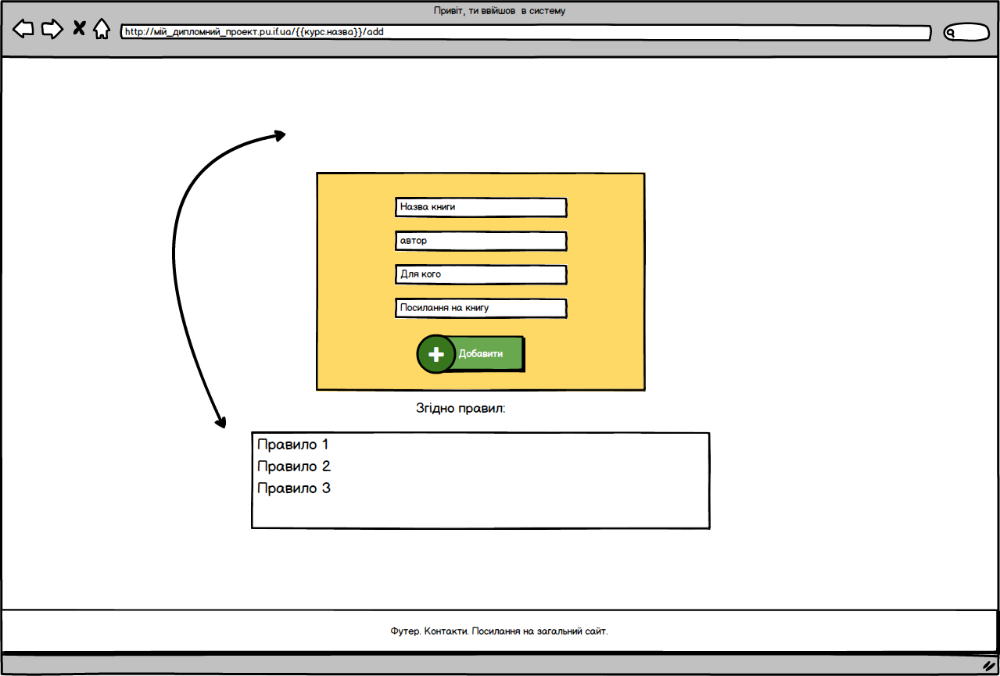 Привіт, ти ввійшов в систему
http://мій_дипломний_проект.pu.if.ua/{{курс.назва}}/add
Назва книги
автор
Для кого
Посилання на книгу
Добавити
Згідно правил:
Правило 1
Правило 2
Правило 3
Футер. Контакти. Посилання на загальний сайт.